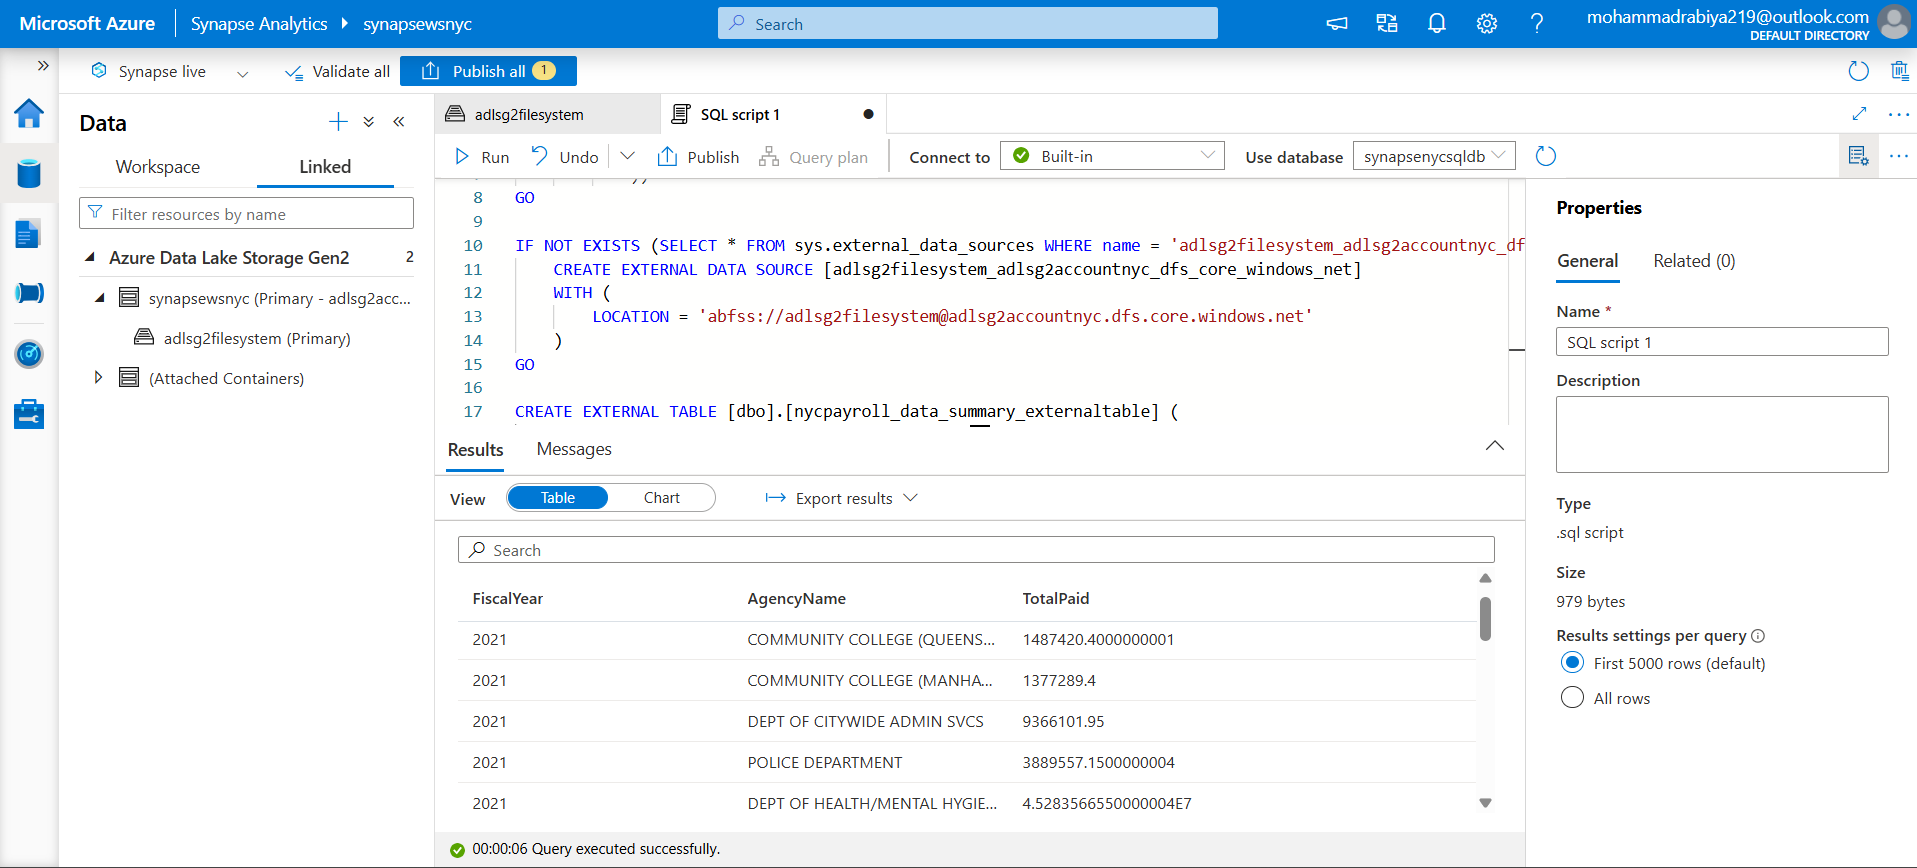 Microsoft Azure
Synapse Analytics
synapsewsnyc
Search
mohammadrabiya219@outlook.com
DEFAULT DIRECTORY
Synapse live
Validate all
Publish all 1
Data
Workspace
Linked
Filter resources by name
Azure Data Lake Storage Gen2 2
synapsewsnyc (Primary - adlsg2acc...
adlsg2filesystem (Primary)
(Attached Containers)
adlsg2filesystem
SQL script 1
Run
Undo
Publish
Query plan
Connect to
Built-in
Use database
synapsenycsqldb
8 GO
9
10 IF NOT EXISTS (SELECT * FROM sys.external_data_sources WHERE name = 'adlsg2filesystem_adlsg2accountnyc_df
11 CREATE EXTERNAL DATA SOURCE [adlsg2filesystem_adlsg2accountnyc_dfs_core_windows_net]
12 WITH (
13 LOCATION = 'abfss://adlsg2filesystem@adlsg2accountnyc.dfs.core.windows.net'
14 )
15 GO
16
17 CREATE EXTERNAL TABLE [dbo].[nycpayroll_data_summary_externaltable] (
Results
Messages
View
Table
Chart
Export results
Search
FiscalYear AgencyName TotalPaid
2021 COMMUNITY COLLEGE (QUEENS... 1487420.4000000001
2021 COMMUNITY COLLEGE (MANHA... 1377289.4
2021 DEPT OF CITYWIDE ADMIN SVCS 9366101.95
2021 POLICE DEPARTMENT 3889557.1500000004
2021 DEPT OF HEALTH/MENTAL HYGIE... 4.5283566550000004E7
00:00:06 Query executed successfully.
Properties
General
Related (0)
Name *
SQL script 1
Description
Type
.sql script
Size
979 bytes
Results settings per query
First 5000 rows (default)
All rows